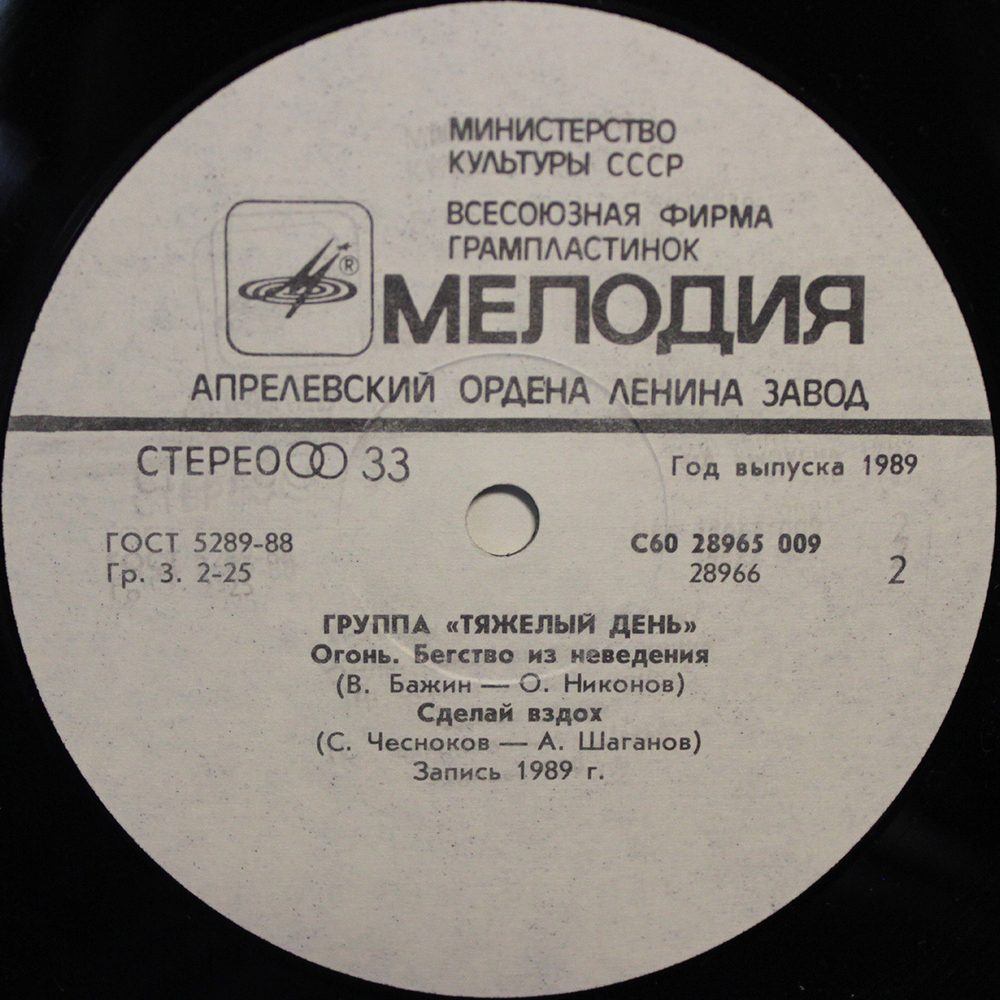 МИНИСТЕРСТВО
КУЛЬТУРЫ СССР
ВСЕСОЮЗНАЯ ФИРМА
ГРАМПЛАСТИНОК
®
МЕЛОДИЯ
АПРЕЛЕВСКИЙ ОРДЕНА ЛЕНИНА ЗАВОД
СТЕРЕО 33
Год выпуска 1989
ГОСТ 5289-88
Гр. 3. 2-25
С60 28965 009
28966
2
ГРУППА «ТЯЖЕЛЫЙ ДЕНЬ»
Огонь. Бегство из неведения
(В. Бажин — О. Никонов)
Сделай вздох
(С. Чесноков — А. Шаганов)
Запись 1989 г.